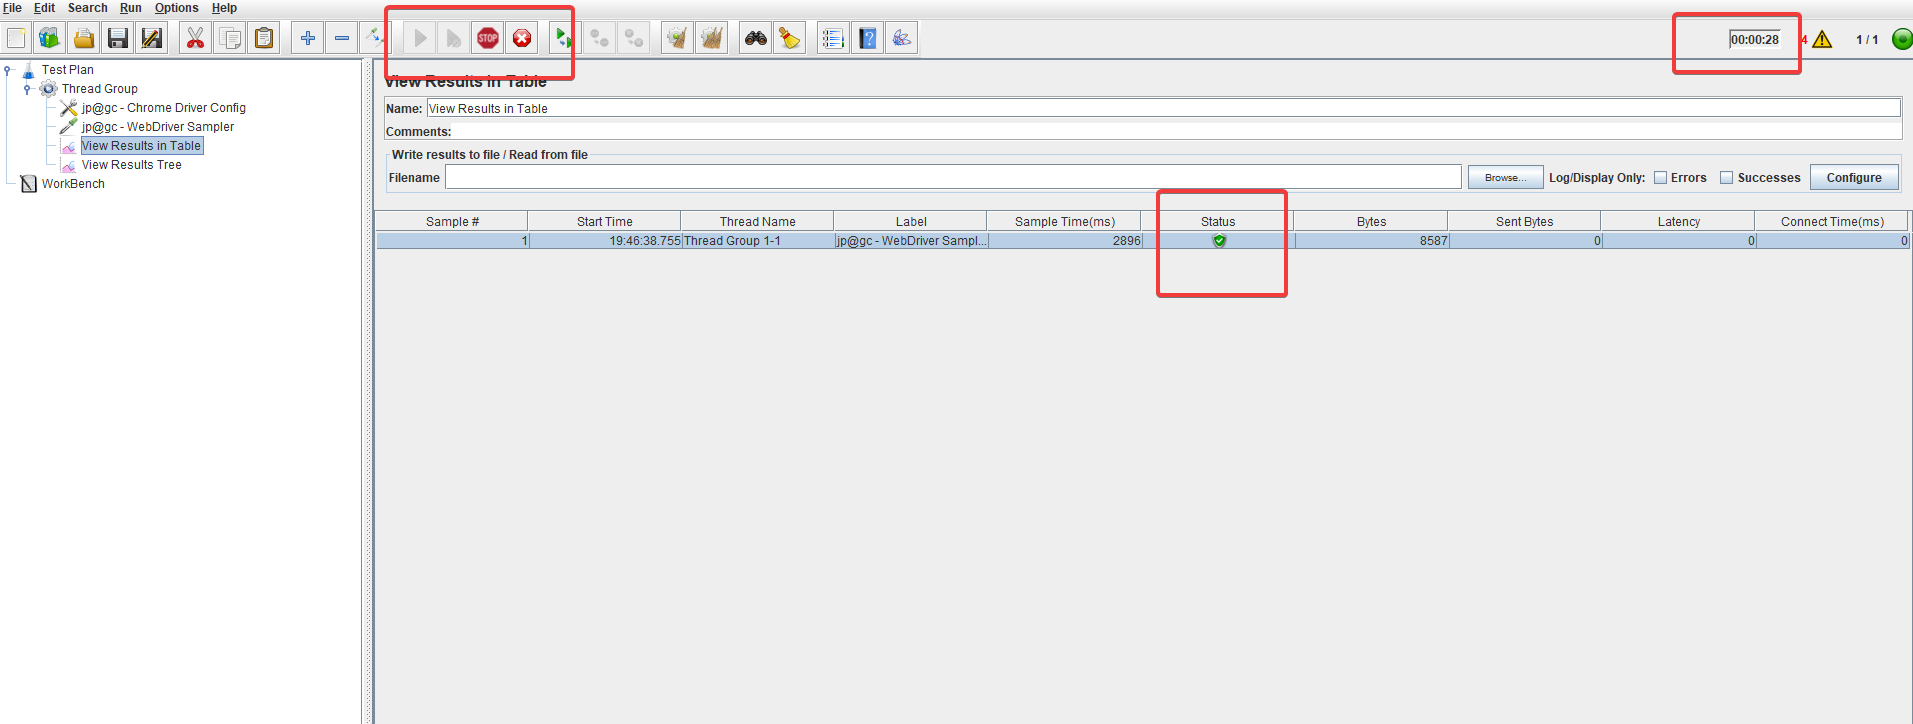 File Edit Search Run Options Help
STOP
00:00:28 4 1 / 1
Test Plan
Thread Group
jp@gc - Chrome Driver Config
jp@gc - WebDriver Sampler
View Results in Table
View Results Tree
WorkBench
View Results in Table
Name: View Results in Table
Comments:
Write results to file / Read from file
Filename Browse... Log/Display Only: Errors Successes Configure
Sample # Start Time Thread Name Label Sample Time(ms) Status Bytes Sent Bytes Latency Connect Time(ms)
1 19:46:38.755 Thread Group 1-1 jp@gc - WebDriver Sampl... 2896 8587 0 0 0